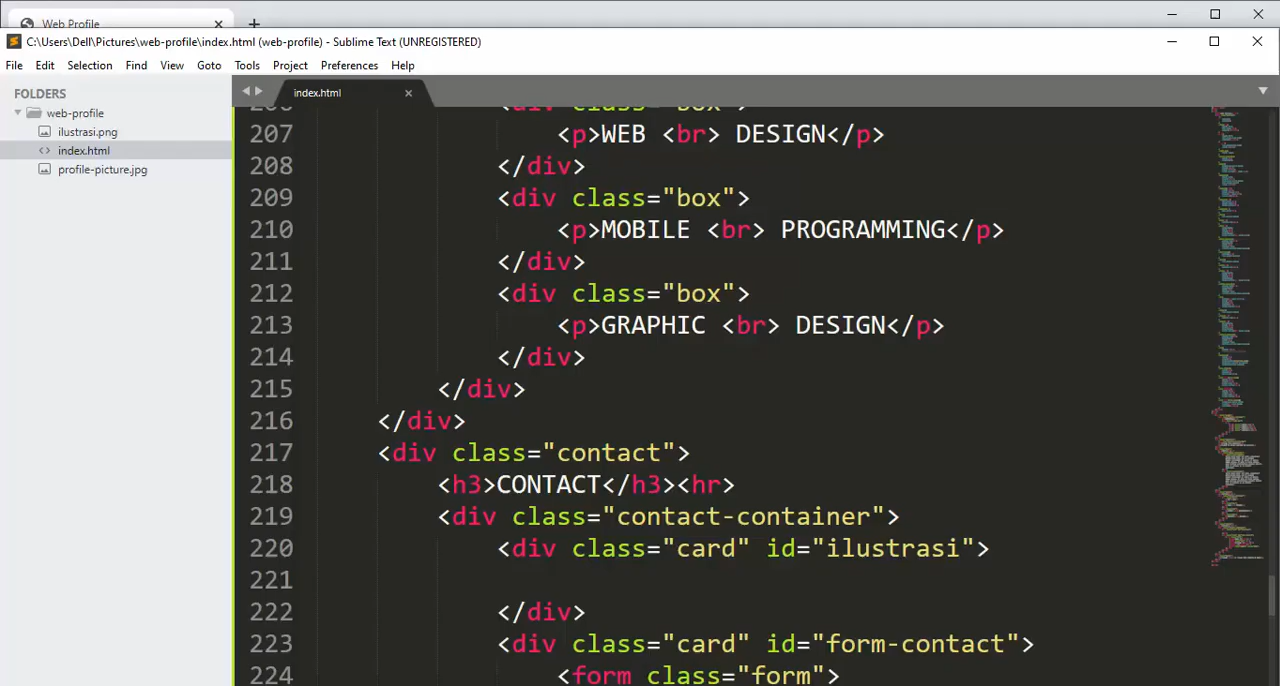 Web Profile
C:\Users\Dell\Pictures\web-profile\index.html (web-profile) - Sublime Text (UNREGISTERED)
File Edit Selection Find View Goto Tools Project Preferences Help
FOLDERS
web-profile
ilustrasi.png
index.html
profile-picture.jpg
index.html
206 <div class="box">
207 <p>WEB <br> DESIGN</p>
208 </div>
209 <div class="box">
210 <p>MOBILE <br> PROGRAMMING</p>
211 </div>
212 <div class="box">
213 <p>GRAPHIC <br> DESIGN</p>
214 </div>
215 </div>
216 </div>
217 <div class="contact">
218 <h3>CONTACT</h3><hr>
219 <div class="contact-container">
220 <div class="card" id="ilustrasi">
221
222 </div>
223 <div class="card" id="form-contact">
224 <form class="form">